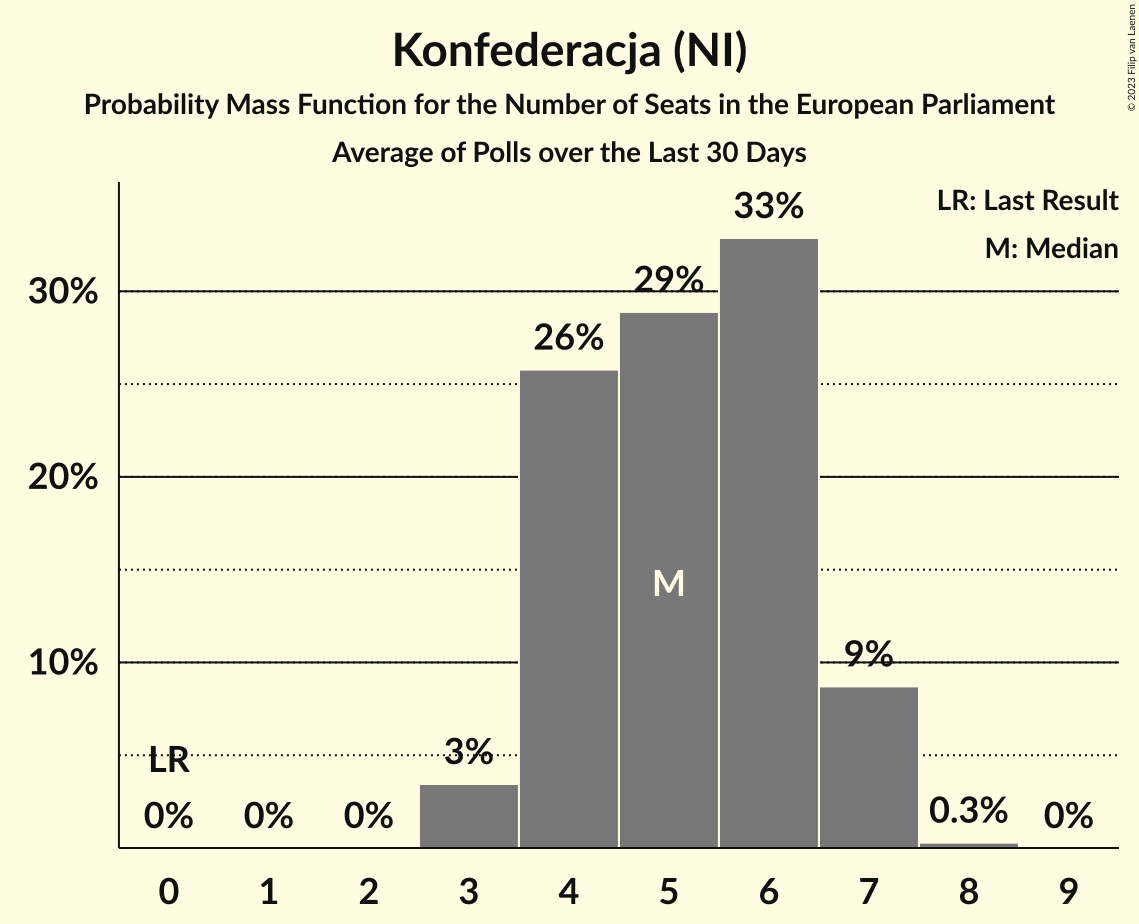 Konfederacja (NI)
Probability Mass Function for the Number of Seats in the European Parliament
Average of Polls over the Last 30 Days
© 2023 Filip van Laenen
LR: Last Result
M: Median
33%
29%
30%
26%
20%
M
10%
9%
3%
LR
0%
0%
0%
0.3%
0%
0 1 2 3 4 5 6 7 8 9